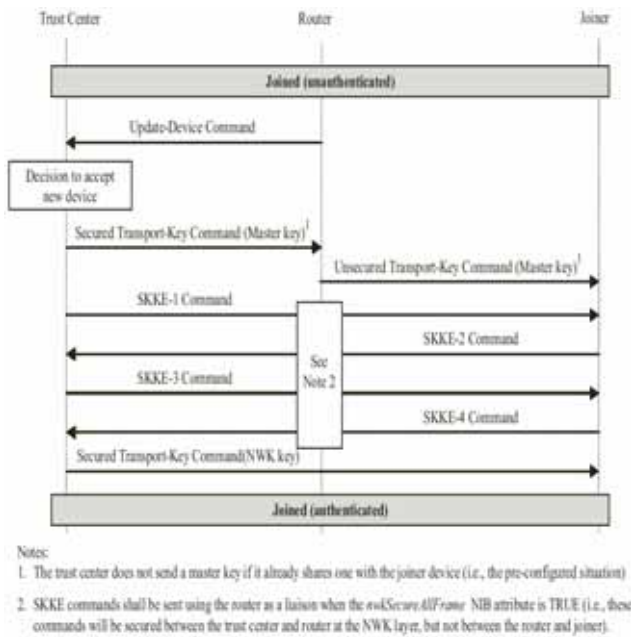 Trust Center
Router
Joiner
Joined (unauthenticated)
Update-Device Command
Decision to accept
new device
Secured Transport-Key Command (Master key)1
Unsecured Transport-Key Command (Master key)1
SKKE-1 Command
SKKE-2 Command
See
Note 2
SKKE-3 Command
SKKE-4 Command
Secured Transport-Key Command(NWK key)
Joined (authenticated)
Notes:
1. The trust center does not send a master key if it already shares one with the joiner device (i.e., the pre-configured situation)
2. SKKE commands shall be sent using the router as a liaison when the nwkSecureAllFrame NIB attribute is TRUE (i.e., these
commands will be secured between the trust center and router at the NWK layer, but not between the router and joiner).